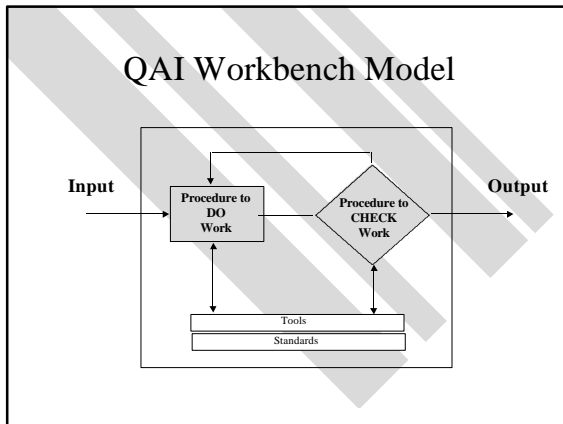 QAI Workbench Model
Input
Procedure to
DO
Work
Procedure to
CHECK
Work
Output
Tools
Standards